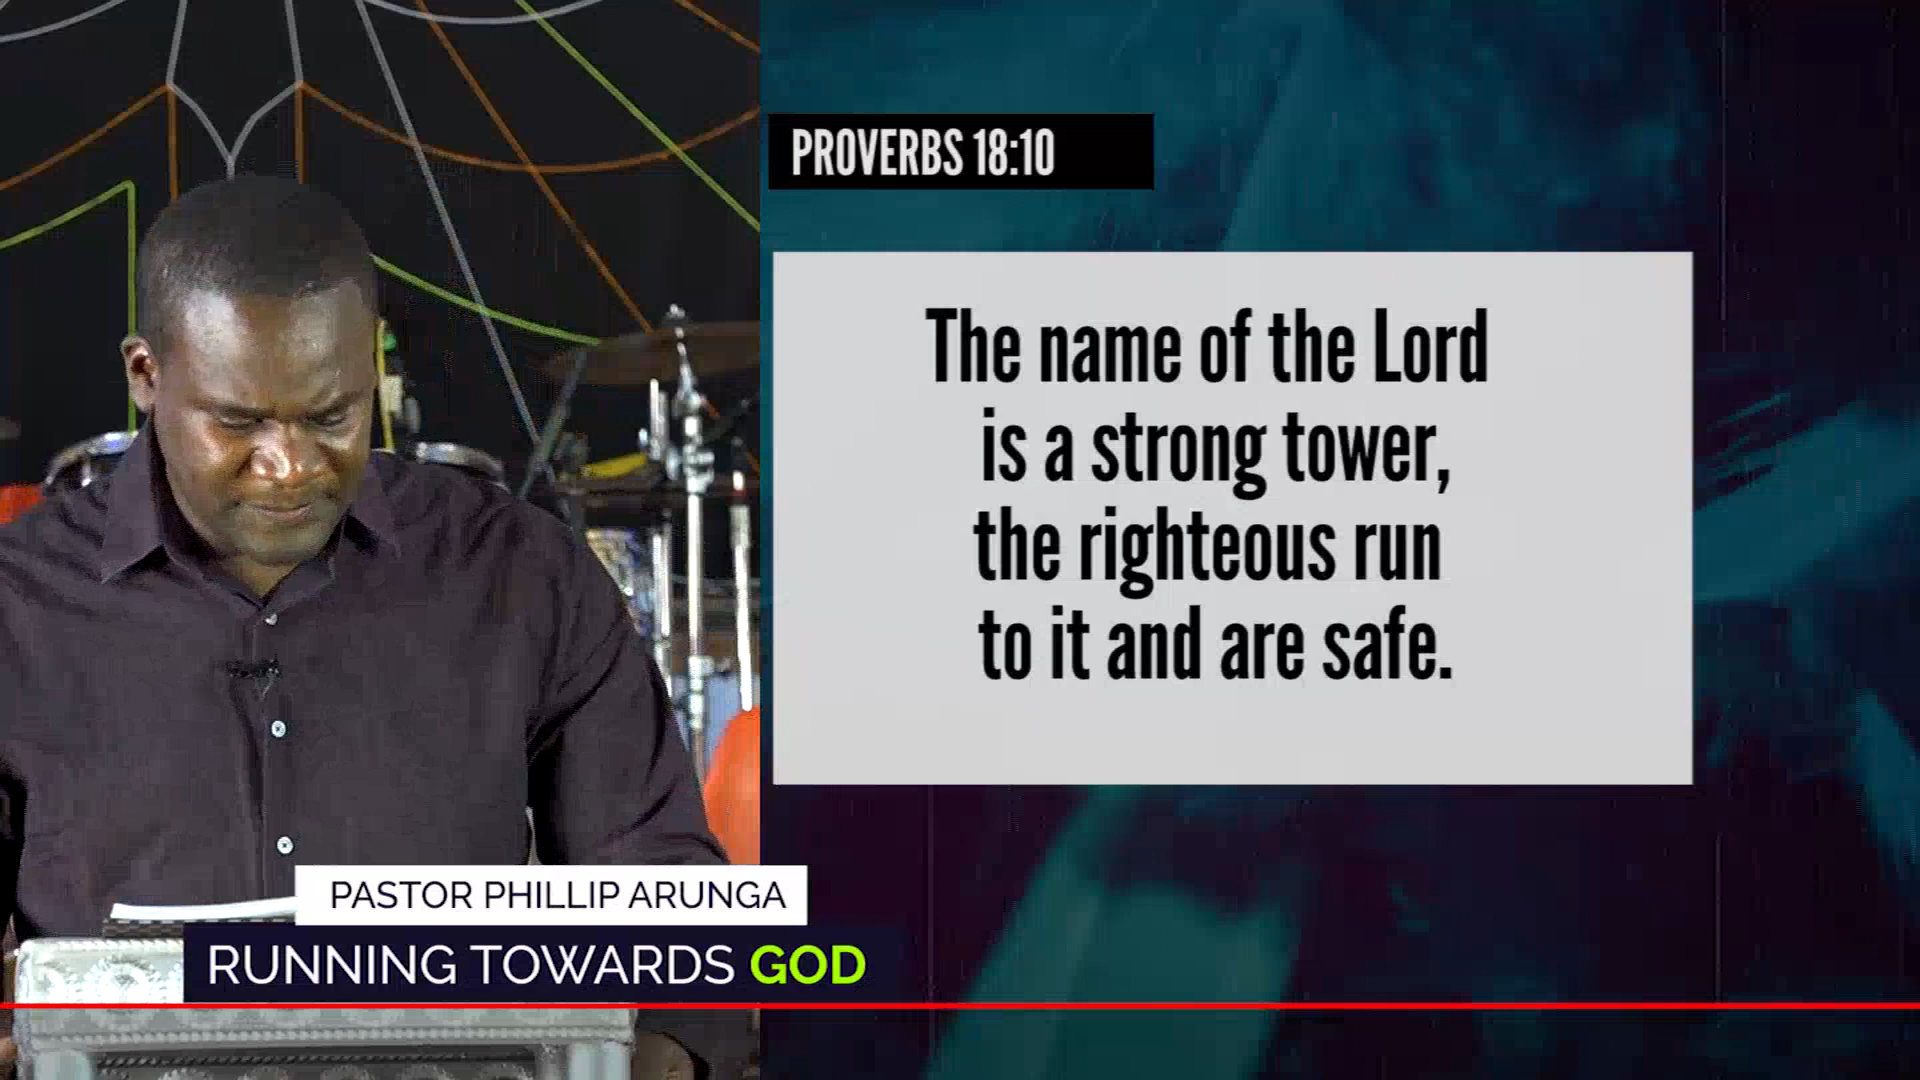 PROVERBS 18:10
The name of the Lord
is a strong tower,
the righteous run
to it and are safe.
PASTOR PHILLIP ARUNGA
RUNNING TOWARDS GOD